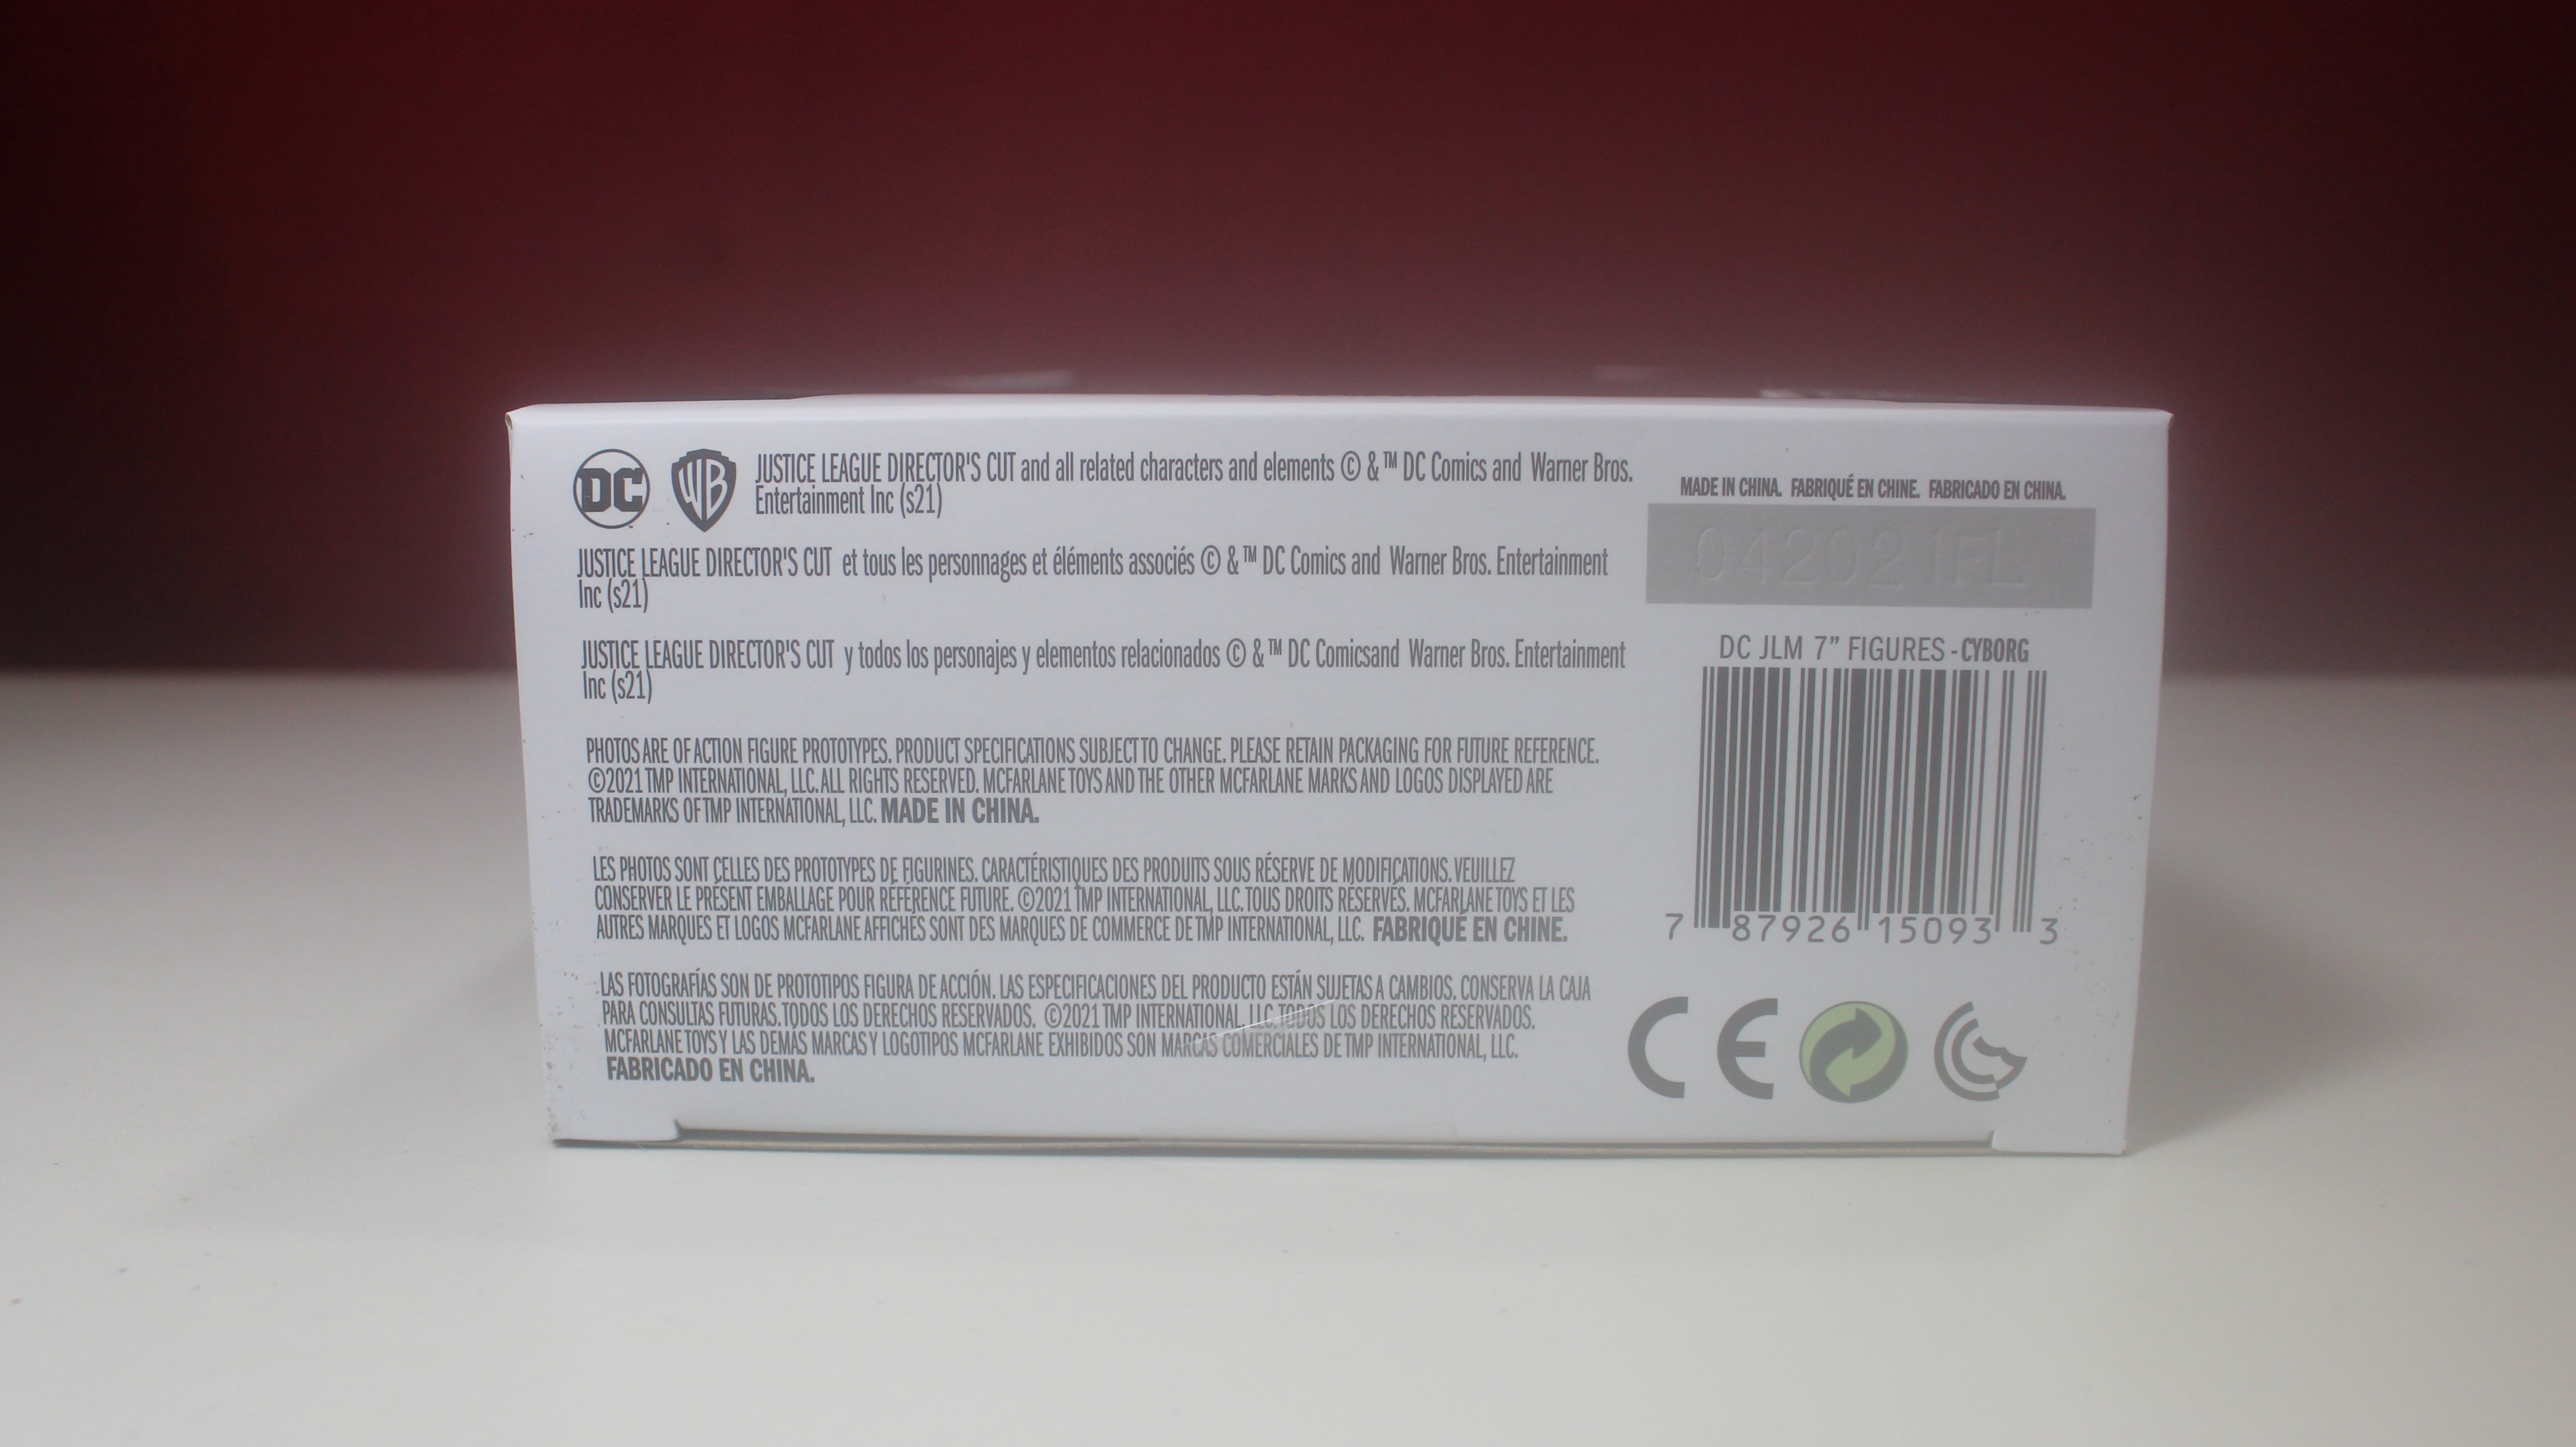 DC WB JUSTICE LEAGUE DIRECTOR'S CUT and all related characters and elements © & ™ DC Comics and Warner Bros.
Entertainment Inc (s21)
JUSTICE LEAGUE DIRECTOR'S CUT et tous les personnages et éléments associés © & ™ DC Comics and Warner Bros. Entertainment
Inc (s21)
JUSTICE LEAGUE DIRECTOR'S CUT y todos los personajes y elementos relacionados © & ™ DC Comicsand Warner Bros. Entertainment
Inc (s21)
PHOTOS ARE OF ACTION FIGURE PROTOTYPES. PRODUCT SPECIFICATIONS SUBJECT TO CHANGE. PLEASE RETAIN PACKAGING FOR FUTURE REFERENCE.
©2021 TMP INTERNATIONAL, LLC. ALL RIGHTS RESERVED. MCFARLANE TOYS AND THE OTHER MCFARLANE MARKS AND LOGOS DISPLAYED ARE
TRADEMARKS OF TMP INTERNATIONAL, LLC. MADE IN CHINA.
LES PHOTOS SONT CELLES DES PROTOTYPES DE FIGURINES. CARACTÉRISTIQUES DES PRODUITS SOUS RÉSERVE DE MODIFICATIONS. VEUILLEZ
CONSERVER LE PRÉSENT EMBALLAGE POUR RÉFÉRENCE FUTURE. ©2021 TMP INTERNATIONAL, LLC. TOUS DROITS RÉSERVÉS. MCFARLANE TOYS ET LES
AUTRES MARQUES ET LOGOS MCFARLANE AFFICHÉS SONT DES MARQUES DE COMMERCE DE TMP INTERNATIONAL, LLC. FABRIQUÉ EN CHINE.
LAS FOTOGRAFÍAS SON DE PROTOTIPOS FIGURA DE ACCIÓN. LAS ESPECIFICACIONES DEL PRODUCTO ESTÁN SUJETAS A CAMBIOS. CONSERVA LA CAJA
PARA CONSULTAS FUTURAS. TODOS LOS DERECHOS RESERVADOS. ©2021 TMP INTERNATIONAL, LLC. TODOS LOS DERECHOS RESERVADOS.
MCFARLANE TOYS Y LAS DEMÁS MARCAS Y LOGOTIPOS MCFARLANE EXHIBIDOS SON MARCAS COMERCIALES DE TMP INTERNATIONAL, LLC.
FABRICADO EN CHINA.
MADE IN CHINA. FABRIQUÉ EN CHINE. FABRICADO EN CHINA.
042021FL
DC JLM 7” FIGURES - CYBORG
7 87926 15093 3
CE